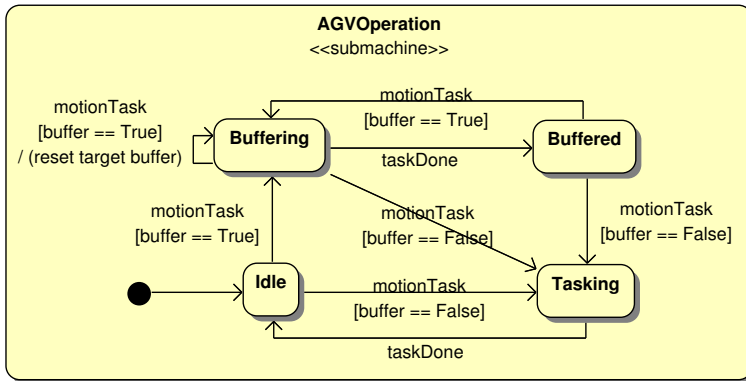 AGVOperation
<<submachine>>
motionTask
[buffer == True]
/ (reset target buffer)
Buffering
motionTask
[buffer == True]
taskDone
Buffered
motionTask
[buffer == True]
motionTask
[buffer == False]
motionTask
[buffer == False]
Idle
motionTask
[buffer == False]
Tasking
taskDone